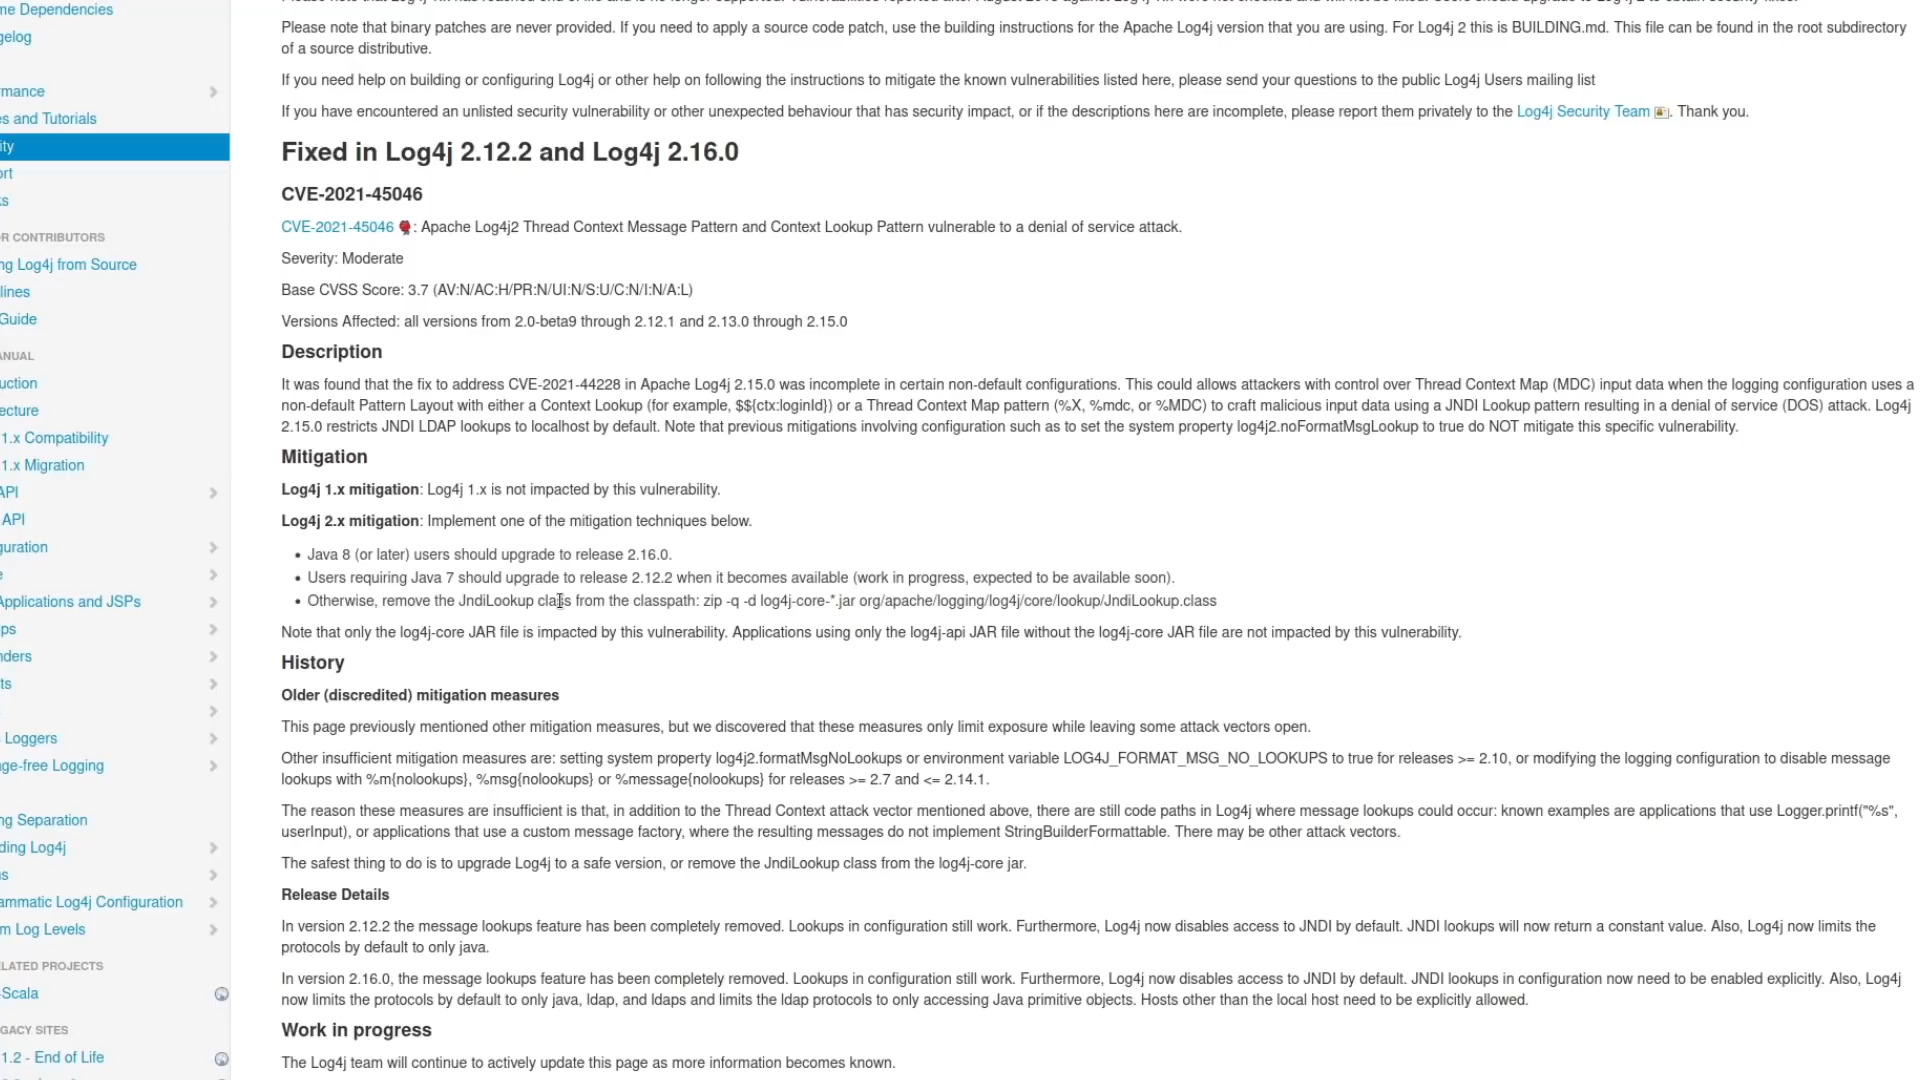 me Dependencies
gelog
mance
s and Tutorials
ity
ort
s
R CONTRIBUTORS
ng Log4j from Source
lines
Guide
ANUAL
uction
ecture
1.x Compatibility
1.x Migration
API
API
guration
e
Applications and JSPs
ps
nders
ts
Loggers
ge-free Logging
ng Separation
ding Log4j
s
ammatic Log4j Configuration
m Log Levels
LATED PROJECTS
-Scala
GACY SITES
1.2 - End of Life
Please note that binary patches are never provided. If you need to apply a source code patch, use the building instructions for the Apache Log4j version that you are using. For Log4j 2 this is BUILDING.md. This file can be found in the root subdirectory
of a source distributive.
If you need help on building or configuring Log4j or other help on following the instructions to mitigate the known vulnerabilities listed here, please send your questions to the public Log4j Users mailing list
If you have encountered an unlisted security vulnerability or other unexpected behaviour that has security impact, or if the descriptions here are incomplete, please report them privately to the Log4j Security Team. Thank you.
Fixed in Log4j 2.12.2 and Log4j 2.16.0
CVE-2021-45046
CVE-2021-45046 : Apache Log4j2 Thread Context Message Pattern and Context Lookup Pattern vulnerable to a denial of service attack.
Severity: Moderate
Base CVSS Score: 3.7 (AV:N/AC:H/PR:N/UI:N/S:U/C:N/I:N/A:L)
Versions Affected: all versions from 2.0-beta9 through 2.12.1 and 2.13.0 through 2.15.0
Description
It was found that the fix to address CVE-2021-44228 in Apache Log4j 2.15.0 was incomplete in certain non-default configurations. This could allows attackers with control over Thread Context Map (MDC) input data when the logging configuration uses a
non-default Pattern Layout with either a Context Lookup (for example, $${ctx:loginId}) or a Thread Context Map pattern (%X, %mdc, or %MDC) to craft malicious input data using a JNDI Lookup pattern resulting in a denial of service (DOS) attack. Log4j
2.15.0 restricts JNDI LDAP lookups to localhost by default. Note that previous mitigations involving configuration such as to set the system property log4j2.noFormatMsgLookup to true do NOT mitigate this specific vulnerability.
Mitigation
Log4j 1.x mitigation: Log4j 1.x is not impacted by this vulnerability.
Log4j 2.x mitigation: Implement one of the mitigation techniques below.
• Java 8 (or later) users should upgrade to release 2.16.0.
• Users requiring Java 7 should upgrade to release 2.12.2 when it becomes available (work in progress, expected to be available soon).
• Otherwise, remove the JndiLookup class from the classpath: zip -q -d log4j-core-*.jar org/apache/logging/log4j/core/lookup/JndiLookup.class
Note that only the log4j-core JAR file is impacted by this vulnerability. Applications using only the log4j-api JAR file without the log4j-core JAR file are not impacted by this vulnerability.
History
Older (discredited) mitigation measures
This page previously mentioned other mitigation measures, but we discovered that these measures only limit exposure while leaving some attack vectors open.
Other insufficient mitigation measures are: setting system property log4j2.formatMsgNoLookups or environment variable LOG4J_FORMAT_MSG_NO_LOOKUPS to true for releases >= 2.10, or modifying the logging configuration to disable message
lookups with %m{nolookups}, %msg{nolookups} or %message{nolookups} for releases >= 2.7 and <= 2.14.1.
The reason these measures are insufficient is that, in addition to the Thread Context attack vector mentioned above, there are still code paths in Log4j where message lookups could occur: known examples are applications that use Logger.printf("%s",
userInput), or applications that use a custom message factory, where the resulting messages do not implement StringBuilderFormattable. There may be other attack vectors.
The safest thing to do is to upgrade Log4j to a safe version, or remove the JndiLookup class from the log4j-core jar.
Release Details
In version 2.12.2 the message lookups feature has been completely removed. Lookups in configuration still work. Furthermore, Log4j now disables access to JNDI by default. JNDI lookups will now return a constant value. Also, Log4j now limits the
protocols by default to only java.
In version 2.16.0, the message lookups feature has been completely removed. Lookups in configuration still work. Furthermore, Log4j now disables access to JNDI by default. JNDI lookups in configuration now need to be enabled explicitly. Also, Log4j
now limits the protocols by default to only java, ldap, and ldaps and limits the ldap protocols to only accessing Java primitive objects. Hosts other than the local host need to be explicitly allowed.
Work in progress
The Log4j team will continue to actively update this page as more information becomes known.